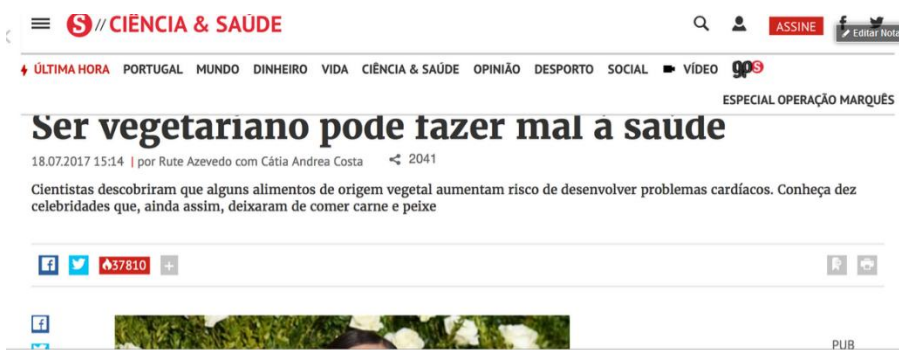 S // CIÊNCIA & SAÚDE ASSINE Editar Nota
ÚLTIMA HORA PORTUGAL MUNDO DINHEIRO VIDA CIÊNCIA & SAÚDE OPINIÃO DESPORTO SOCIAL VÍDEO gps
ESPECIAL OPERAÇÃO MARQUÊS
Ser vegetariano pode fazer mal à saúde
18.07.2017 15:14 | por Rute Azevedo com Cátia Andrea Costa 2041
Cientistas descobriram que alguns alimentos de origem vegetal aumentam risco de desenvolver problemas cardíacos. Conheça dez
celebridades que, ainda assim, deixaram de comer carne e peixe
37810 +
PUB